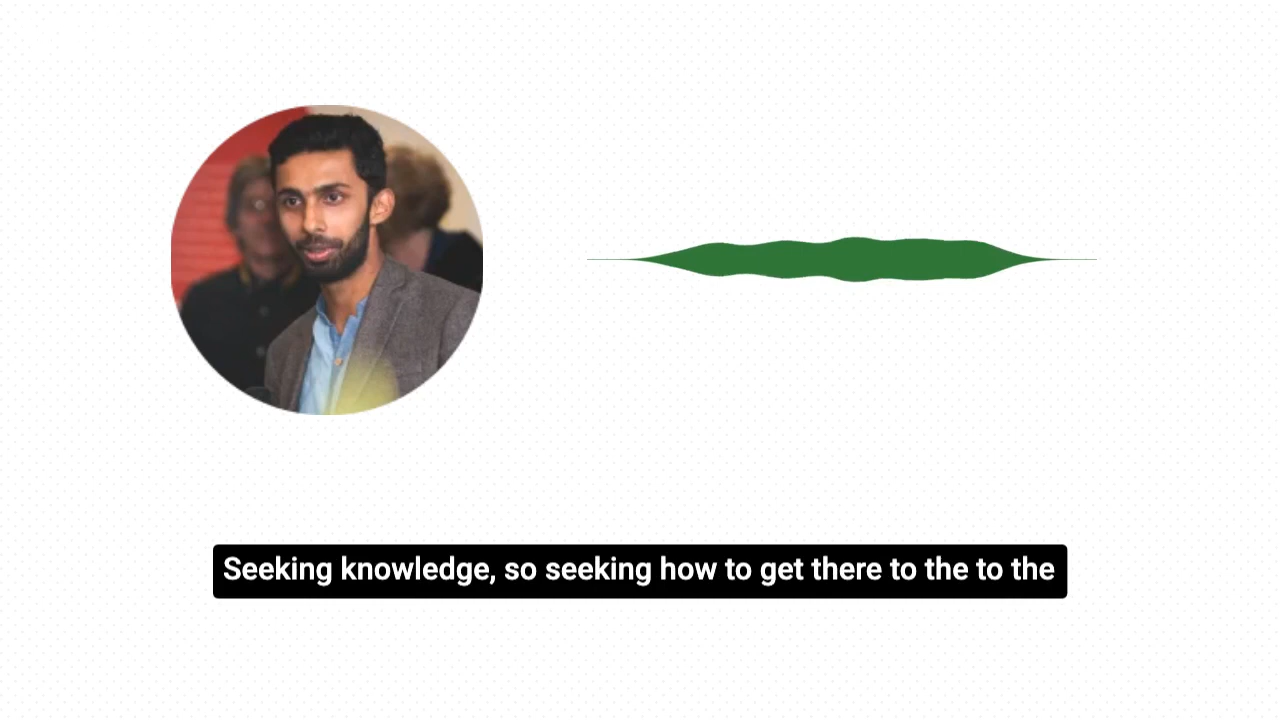 Seeking knowledge, so seeking how to get there to the to the